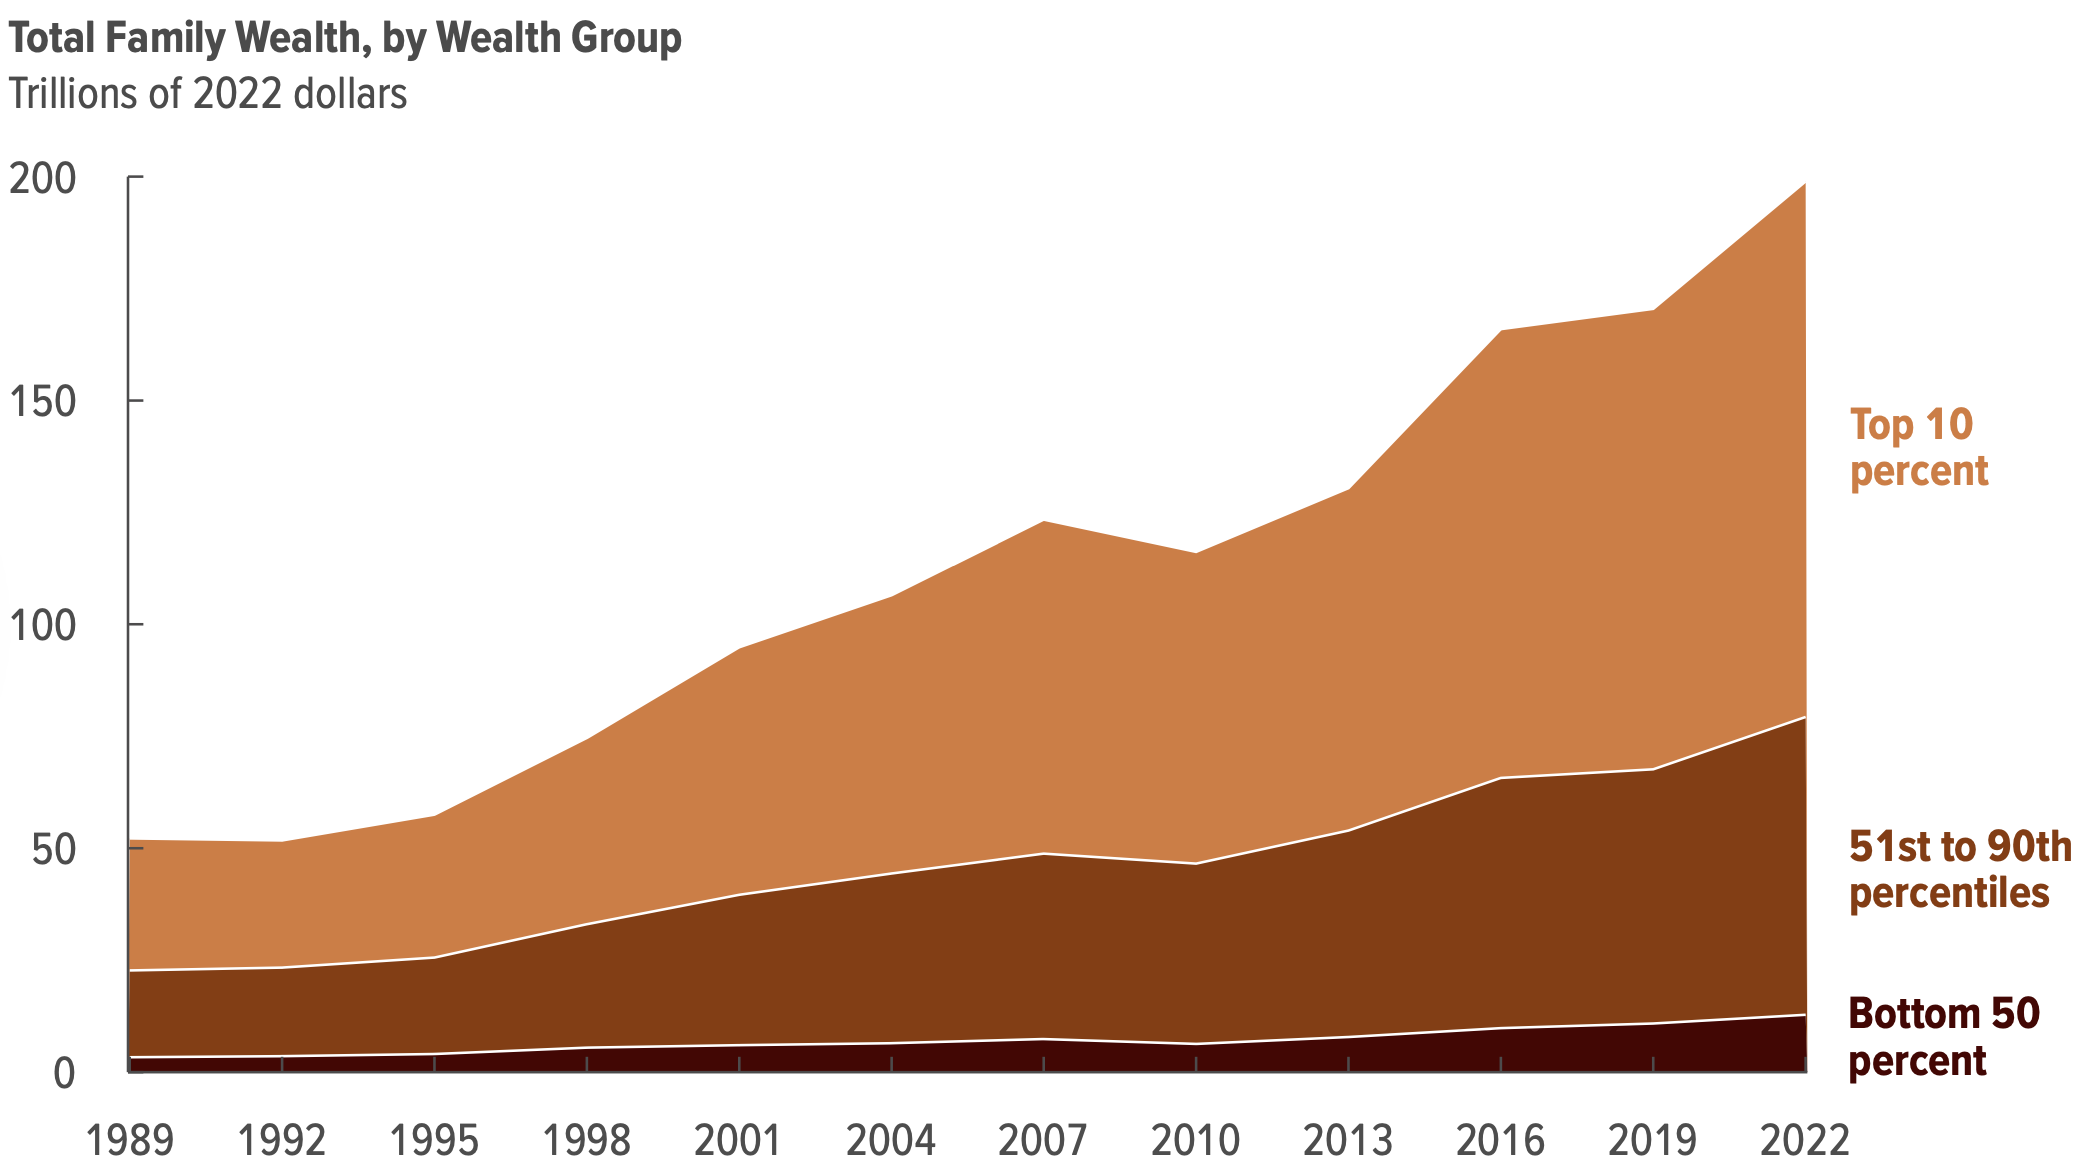 Total Family Wealth, by Wealth Group
Trillions of 2022 dollars
200
150
100
50
0
Top 10
percent
51st to 90th
percentiles
Bottom 50
percent
1989 1992 1995 1998 2001 2004 2007 2010 2013 2016 2019 2022